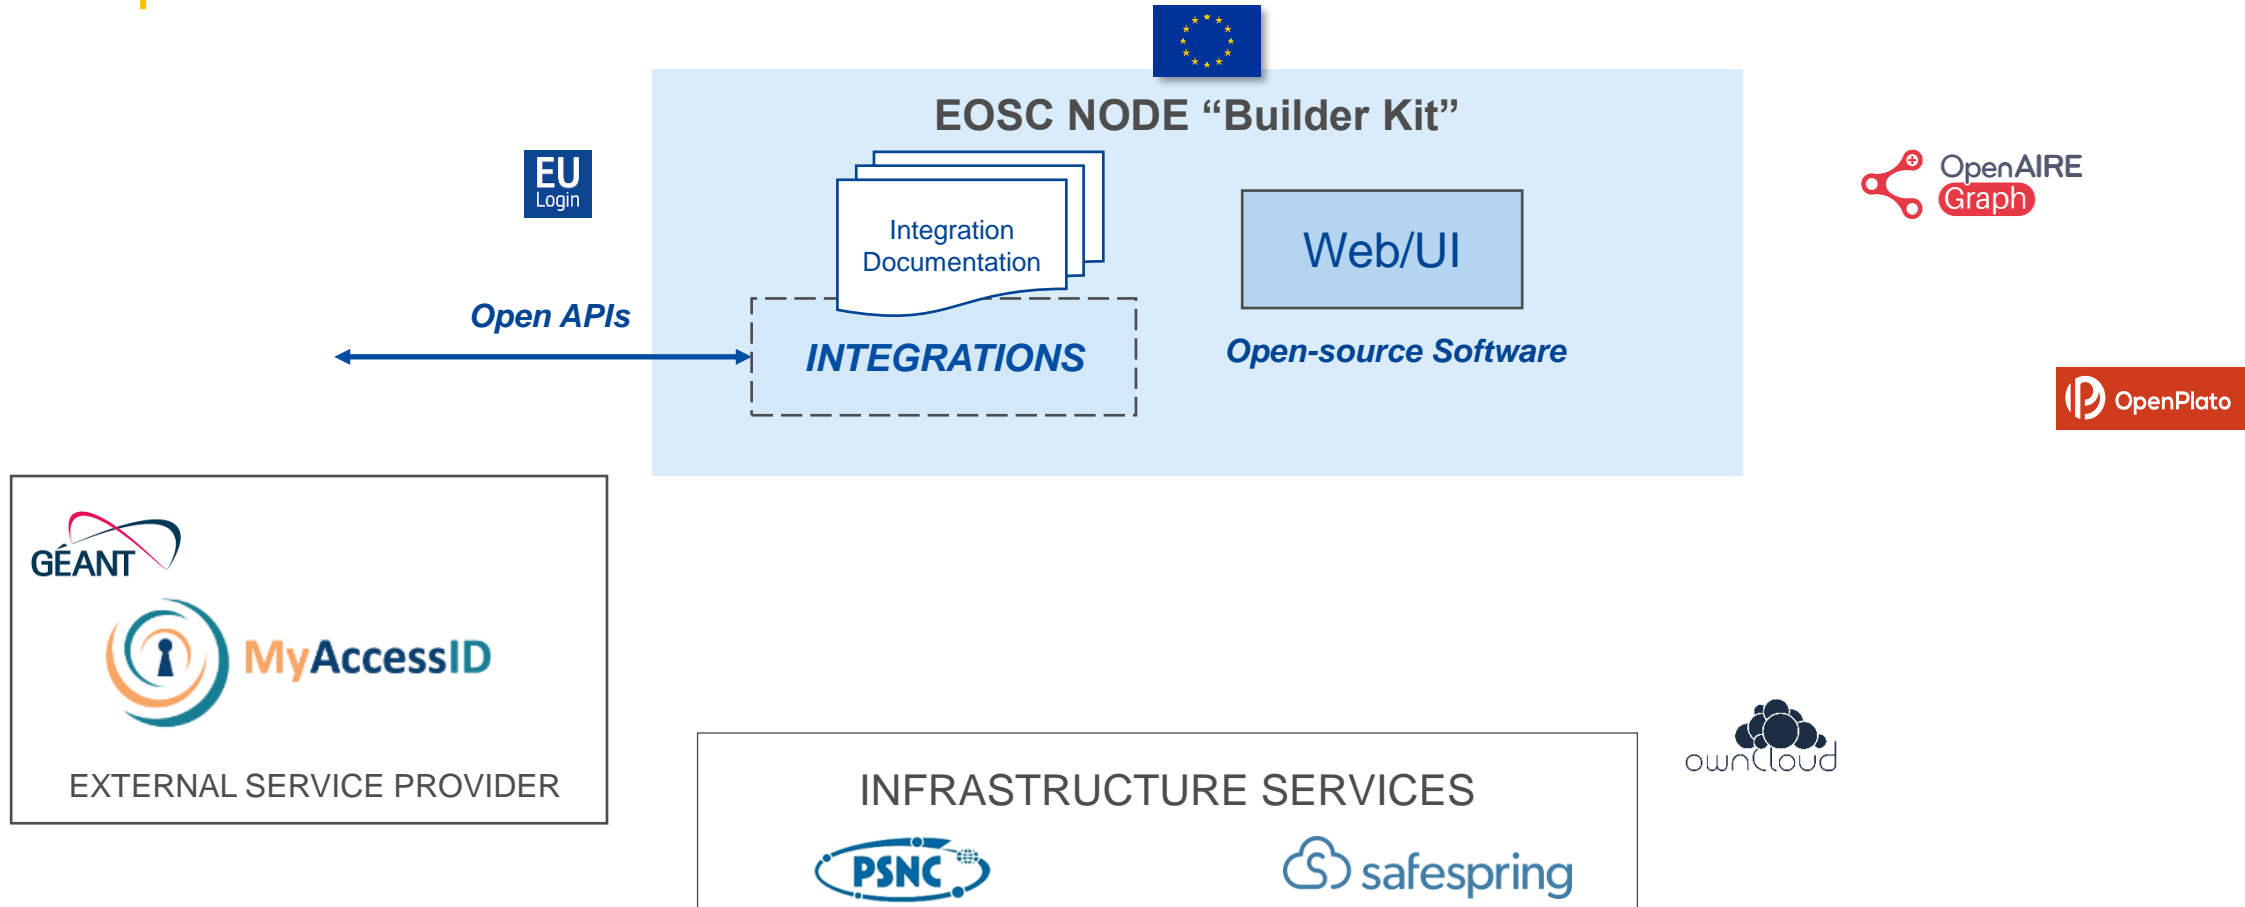 EOSC NODE “Builder Kit”
EU
Login
Integration
Documentation
Web/UI
OpenAIRE
Graph
Open APIs
INTEGRATIONS
Open-source Software
OpenPlato
GÉANT
MyAccessID
EXTERNAL SERVICE PROVIDER
INFRASTRUCTURE SERVICES
ownCloud
PSNC
safespring